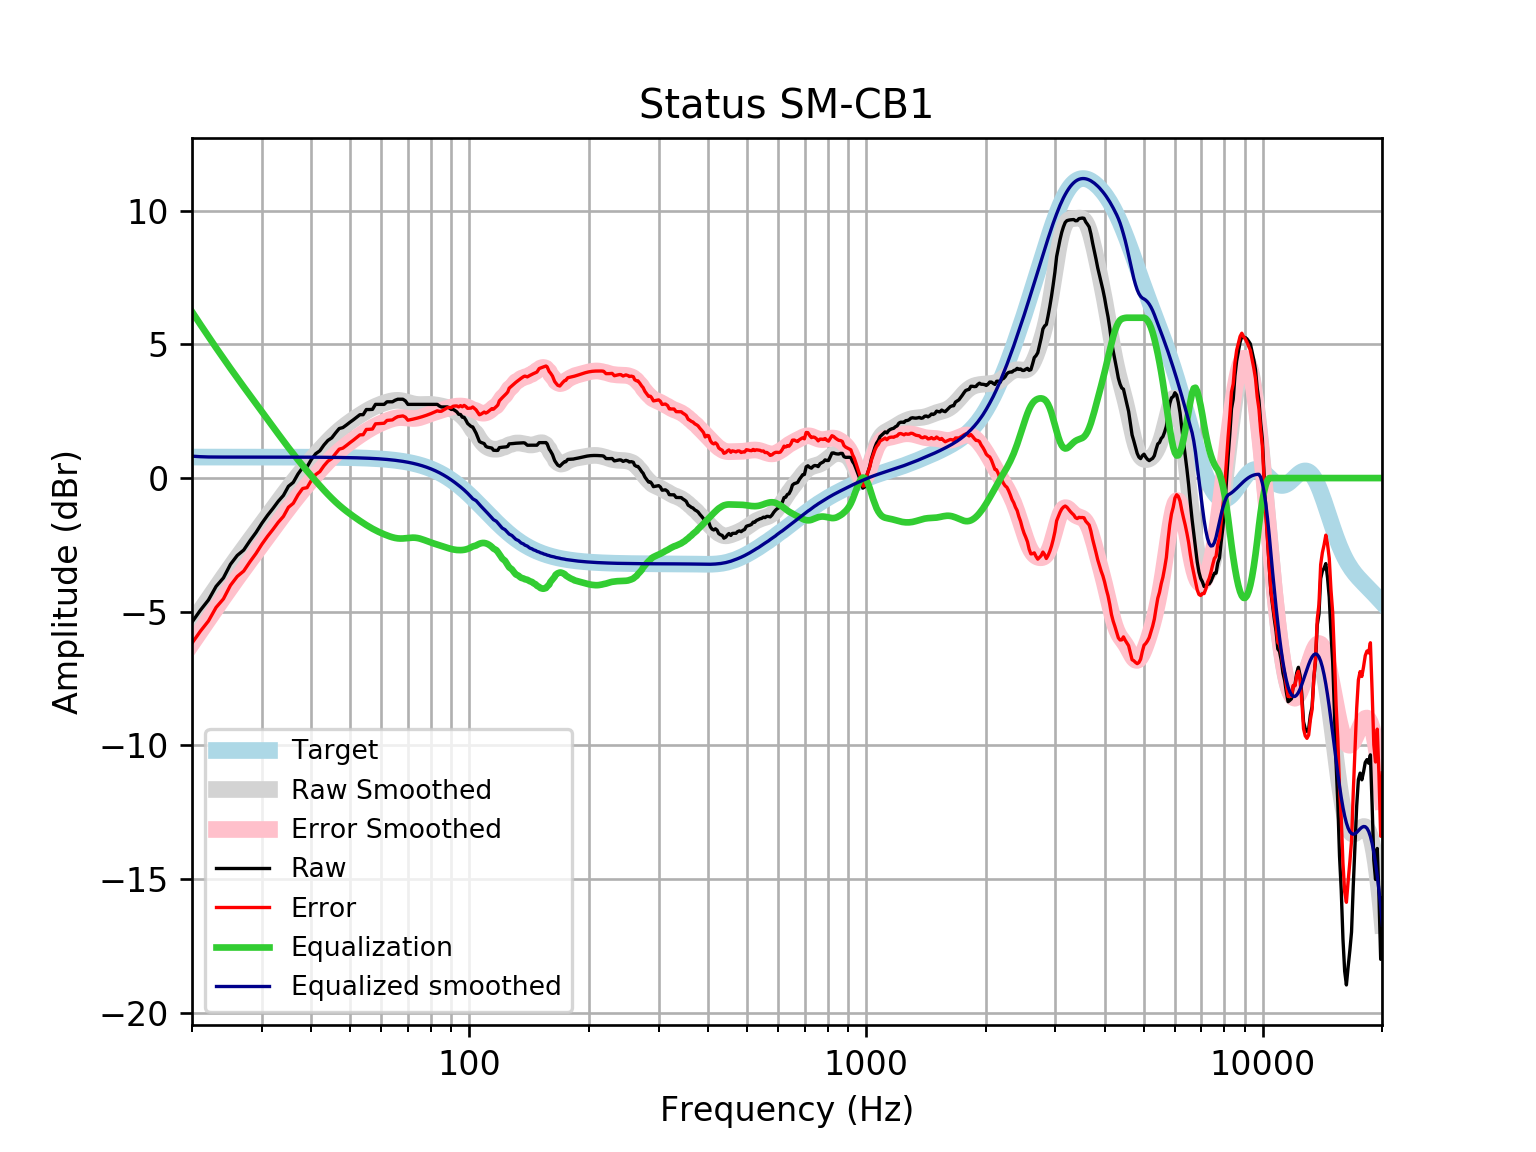 Status SM-CB1
Amplitude (dBr)
10
5
0
−5
−10
−15
−20
Target
Raw Smoothed
Error Smoothed
Raw
Error
Equalization
Equalized smoothed
100
1000
10000
Frequency (Hz)